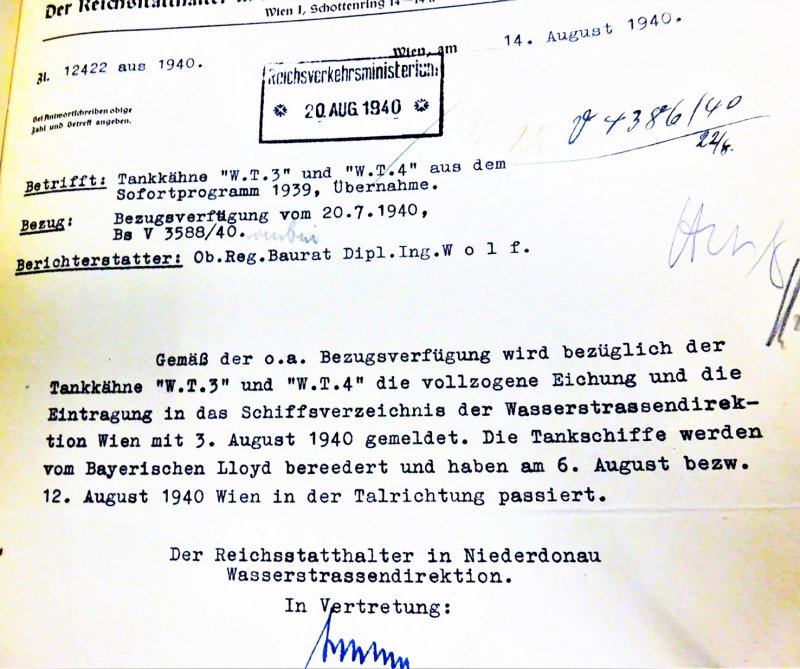 Der Reichsstatthalter
Wien I, Schottenring 14
Wien, am 14. August 1940.
Zl. 12422 aus 1940.
Reichsverkehrsministerium
20. AUG. 1940
Bei Antwortschreiben obige
Zahl und Betreff angeben.
4386/40
22/8.
Betrifft: Tankkähne "W.T.3" und "W.T.4" aus dem
Sofortprogramm 1939, Übernahme.
Bezug: Bezugsverfügung vom 20.7.1940,
Bs V 3588/40.
Berichterstatter: Ob.Reg.Baurat Dipl.Ing.W o l f.
Gemäß der o.a. Bezugsverfügung wird bezüglich der
Tankkähne "W.T.3" und "W.T.4" die vollzogene Eichung und die
Eintragung in das Schiffsverzeichnis der Wasserstrassendirek-
tion Wien mit 3. August 1940 gemeldet. Die Tankschiffe werden
vom Bayerischen Lloyd bereedert und haben am 6. August bezw.
12. August 1940 Wien in der Talrichtung passiert.
Der Reichsstatthalter in Niederdonau
Wasserstrassendirektion.
In Vertretung: